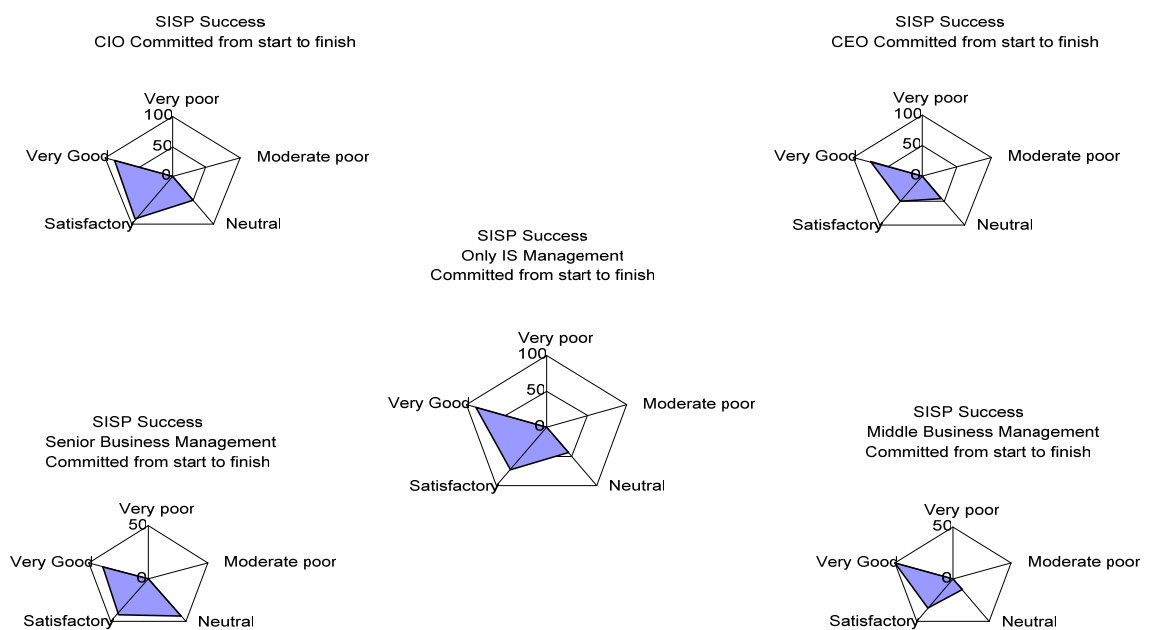 SISP Success
CIO Committed from start to finish
Very poor
100
50
0
Very Good
Moderate poor
Satisfactory
Neutral
SISP Success
CEO Committed from start to finish
Very poor
100
50
0
Very Good
Moderate poor
Satisfactory
Neutral
SISP Success
Only IS Management
Committed from start to finish
Very poor
100
50
0
Very Good
Moderate poor
Satisfactory
Neutral
SISP Success
Senior Business Management
Committed from start to finish
Very poor
50
0
Very Good
Moderate poor
Satisfactory
Neutral
SISP Success
Middle Business Management
Committed from start to finish
Very poor
50
0
Very Good
Moderate poor
Satisfactory
Neutral